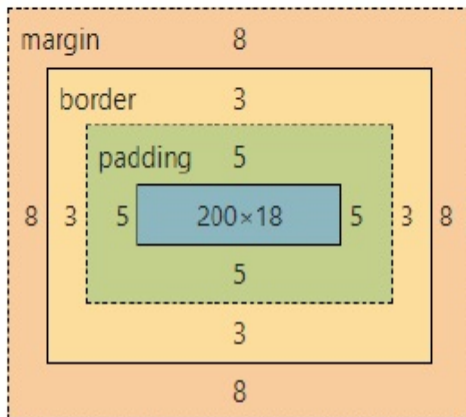 margin 8
border 3
padding 5
8 3 5 200×18 5 3 8
5
3
8